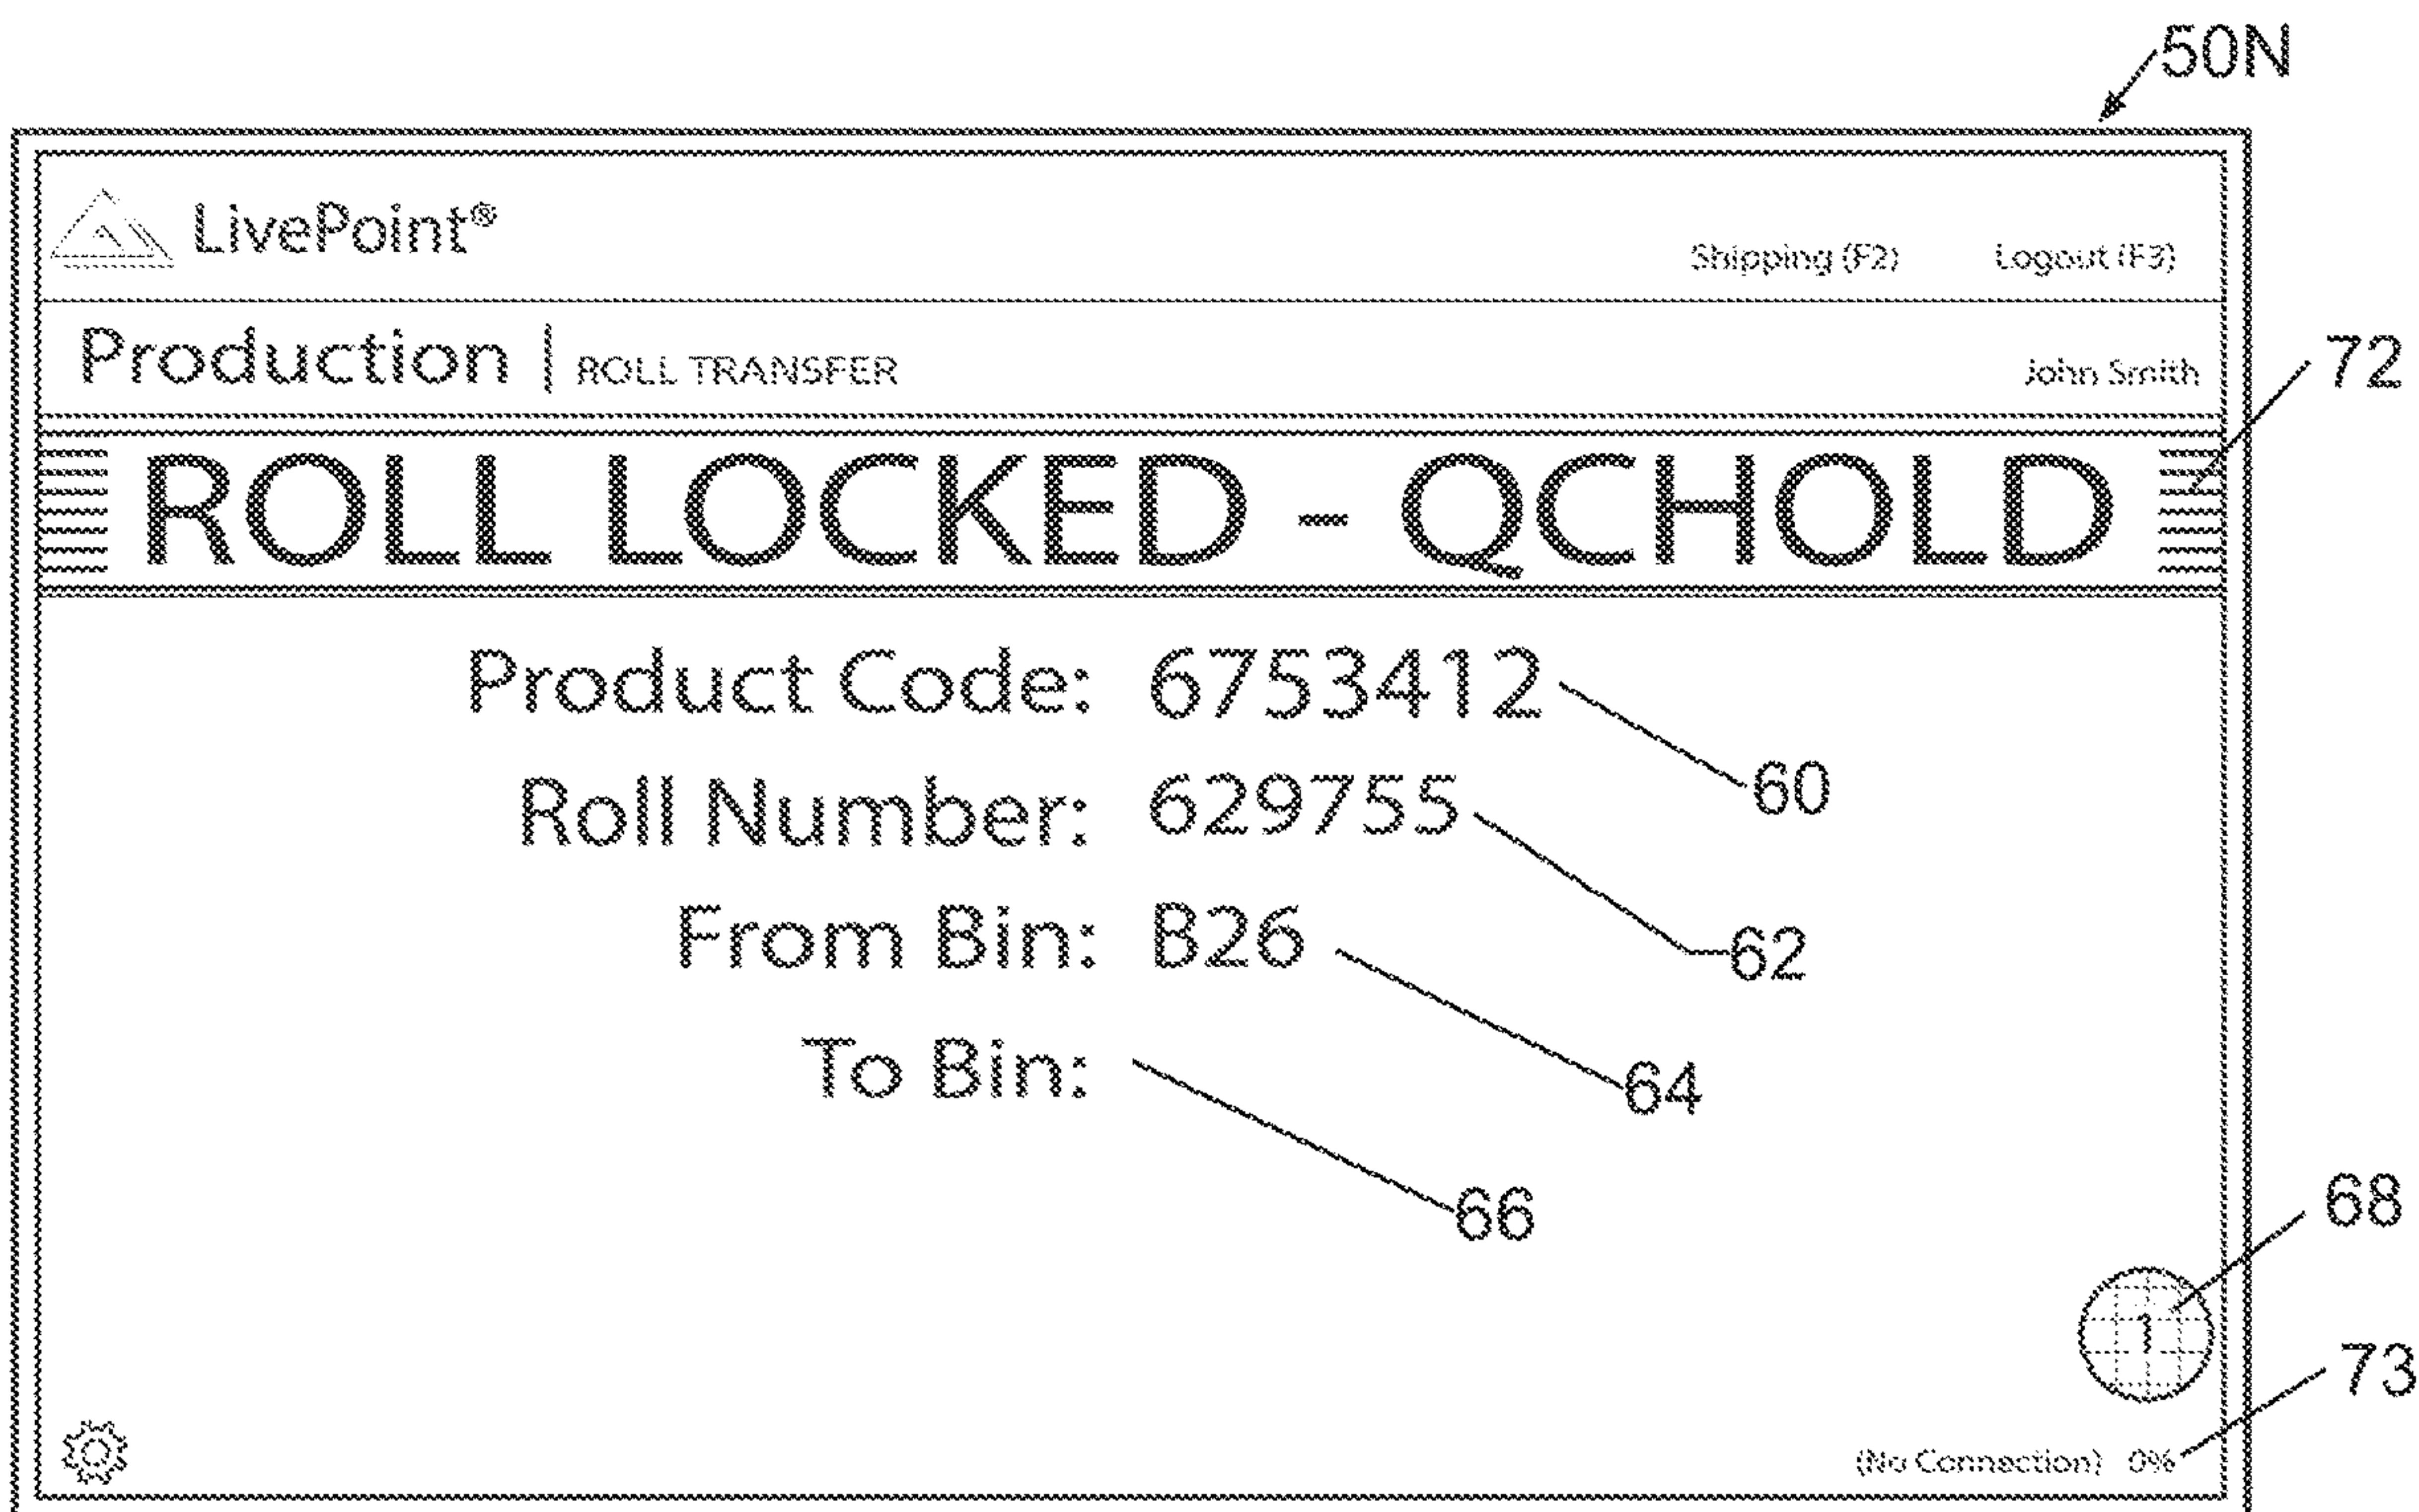 50N
LivePoint®
Shipping (F2) Logout (F3)
Production | ROLL TRANSFER John Smith
72
ROLL LOCKED - QCHOLD
Product Code: 6753412
60
Roll Number: 629755
62
From Bin: B26
64
To Bin:
66
68
1
73
(No Connection) 0%